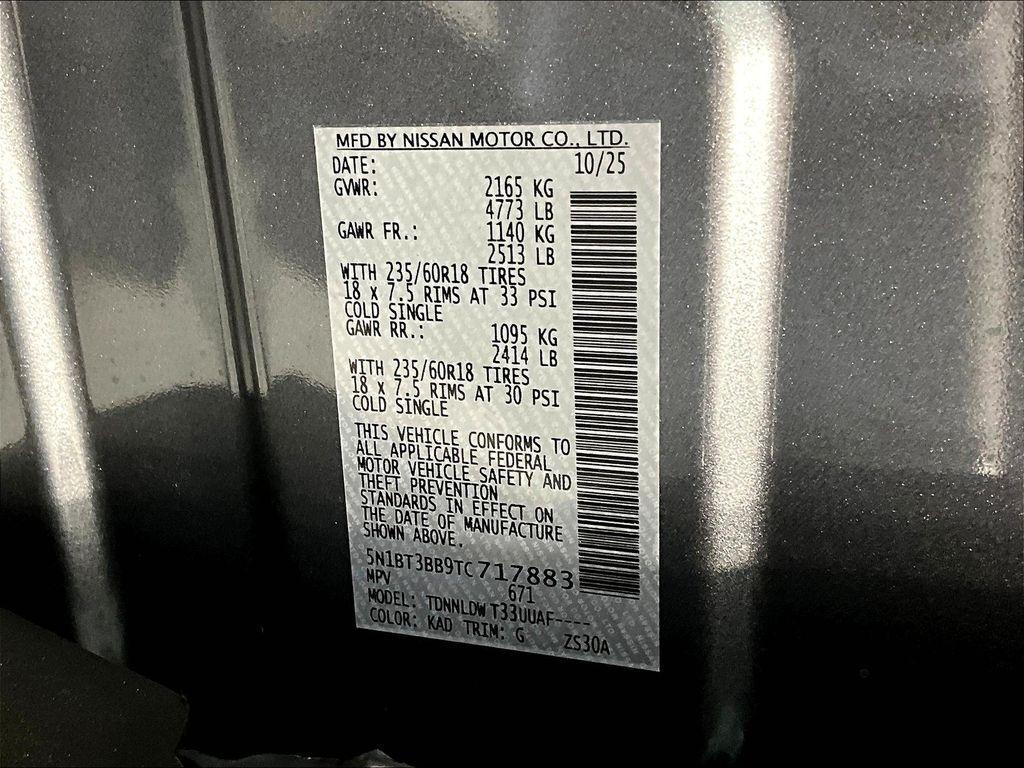 MFD BY NISSAN MOTOR CO., LTD.
DATE: 10/25
GVWR: 2165 KG
4773 LB
GAWR FR.: 1140 KG
2513 LB
WITH 235/60R18 TIRES
18 x 7.5 RIMS AT 33 PSI
COLD SINGLE
GAWR RR.: 1095 KG
2414 LB
WITH 235/60R18 TIRES
18 x 7.5 RIMS AT 30 PSI
COLD SINGLE
THIS VEHICLE CONFORMS TO
ALL APPLICABLE FEDERAL
MOTOR VEHICLE SAFETY AND
THEFT PREVENTION
STANDARDS IN EFFECT ON
THE DATE OF MANUFACTURE
SHOWN ABOVE.
5N1BT3BB9TC717883
MPV 671
MODEL: TDNNLDW T33UUAF----
COLOR: KAD TRIM: G ZS30A